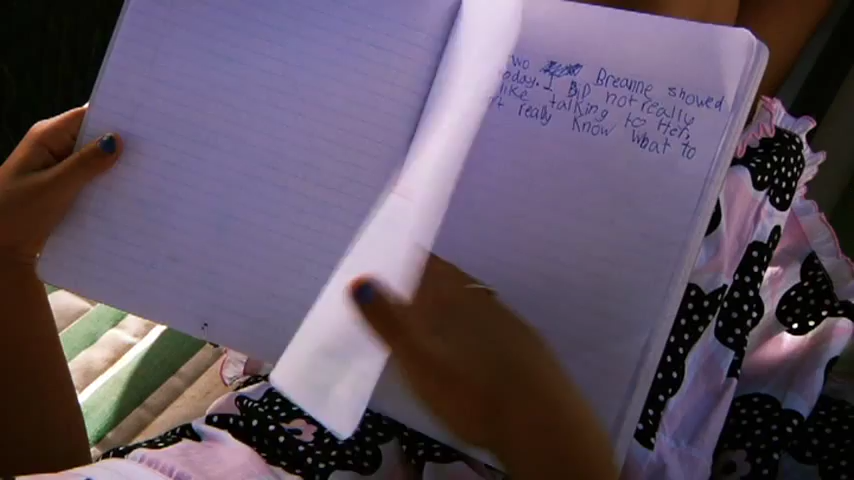 wo Breanne showed
oday. I BiD not really
like talking to Her,
t really know what to